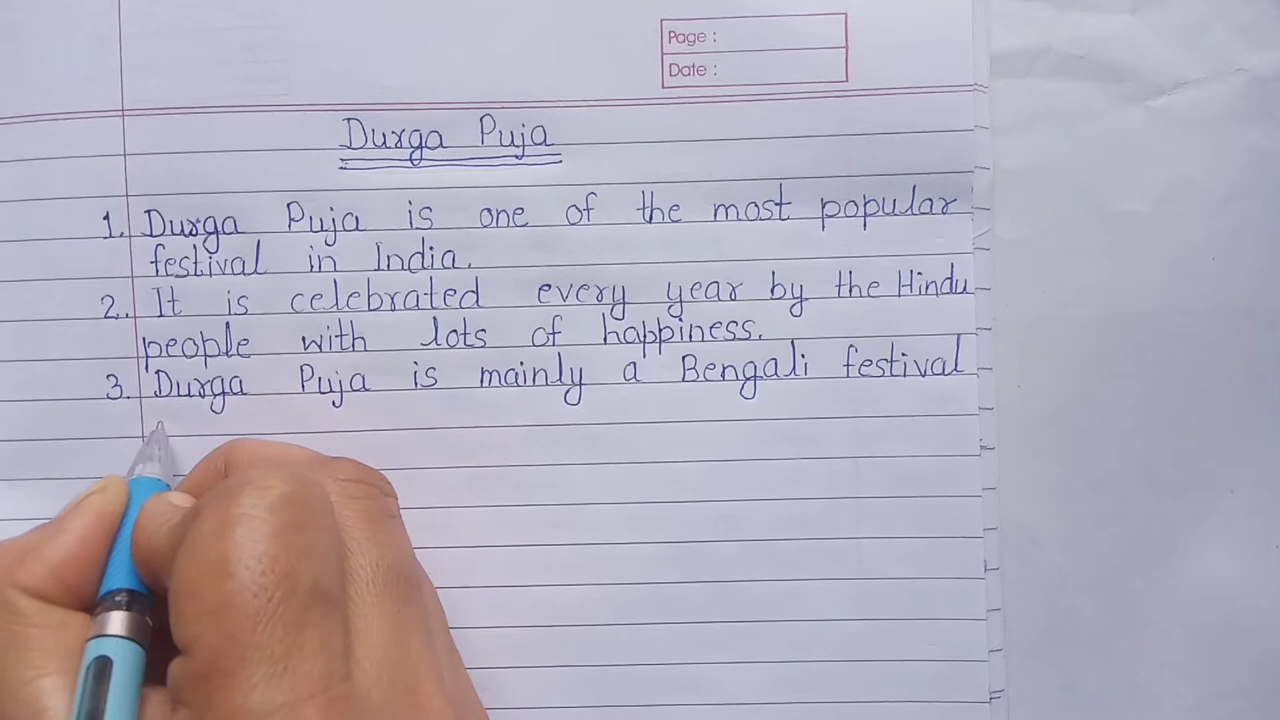 Page :
Date :
Durga Puja
1. Durga Puja is one of the most popular
festival in India.
2. It is celebrated every year by the Hindu
people with lots of happiness.
3. Durga Puja is mainly a Bengali festival